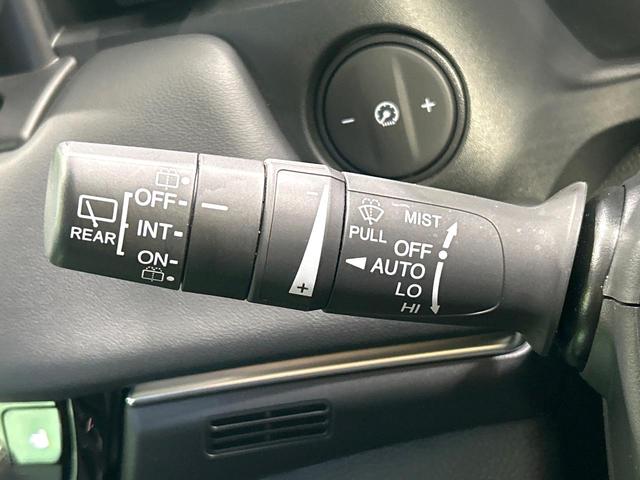 − +
OFF-
INT-
ON-
REAR
−
+
MIST
PULL
OFF
AUTO
LO
HI